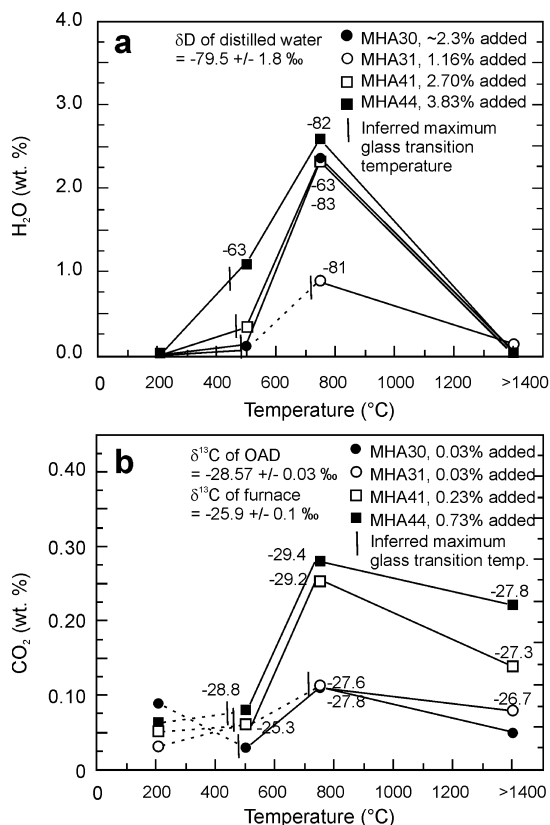 a
δD of distilled water
= -79.5 +/- 1.8 ‰
MHA30, ~2.3% added
MHA31, 1.16% added
MHA41, 2.70% added
MHA44, 3.83% added
Inferred maximum
glass transition
temperature
4.0
3.0
2.0
1.0
0.0
H₂O (wt. %)
-82
-63
-63
-83
-81
0 200 400 600 800 1000 1200 >1400
Temperature (°C)
b
δ¹³C of OAD
= -28.57 +/- 0.03 ‰
δ¹³C of furnace
= -25.9 +/- 0.1 ‰
MHA30, 0.03% added
MHA31, 0.03% added
MHA41, 0.23% added
MHA44, 0.73% added
Inferred maximum
glass transition temp.
0.40
0.30
0.20
0.10
0
CO₂ (wt. %)
-29.4
-29.2
-27.8
-27.3
-28.8
-27.6
-27.8
-26.7
-25.3
0 200 400 600 800 1000 1200 >1400
Temperature (°C)